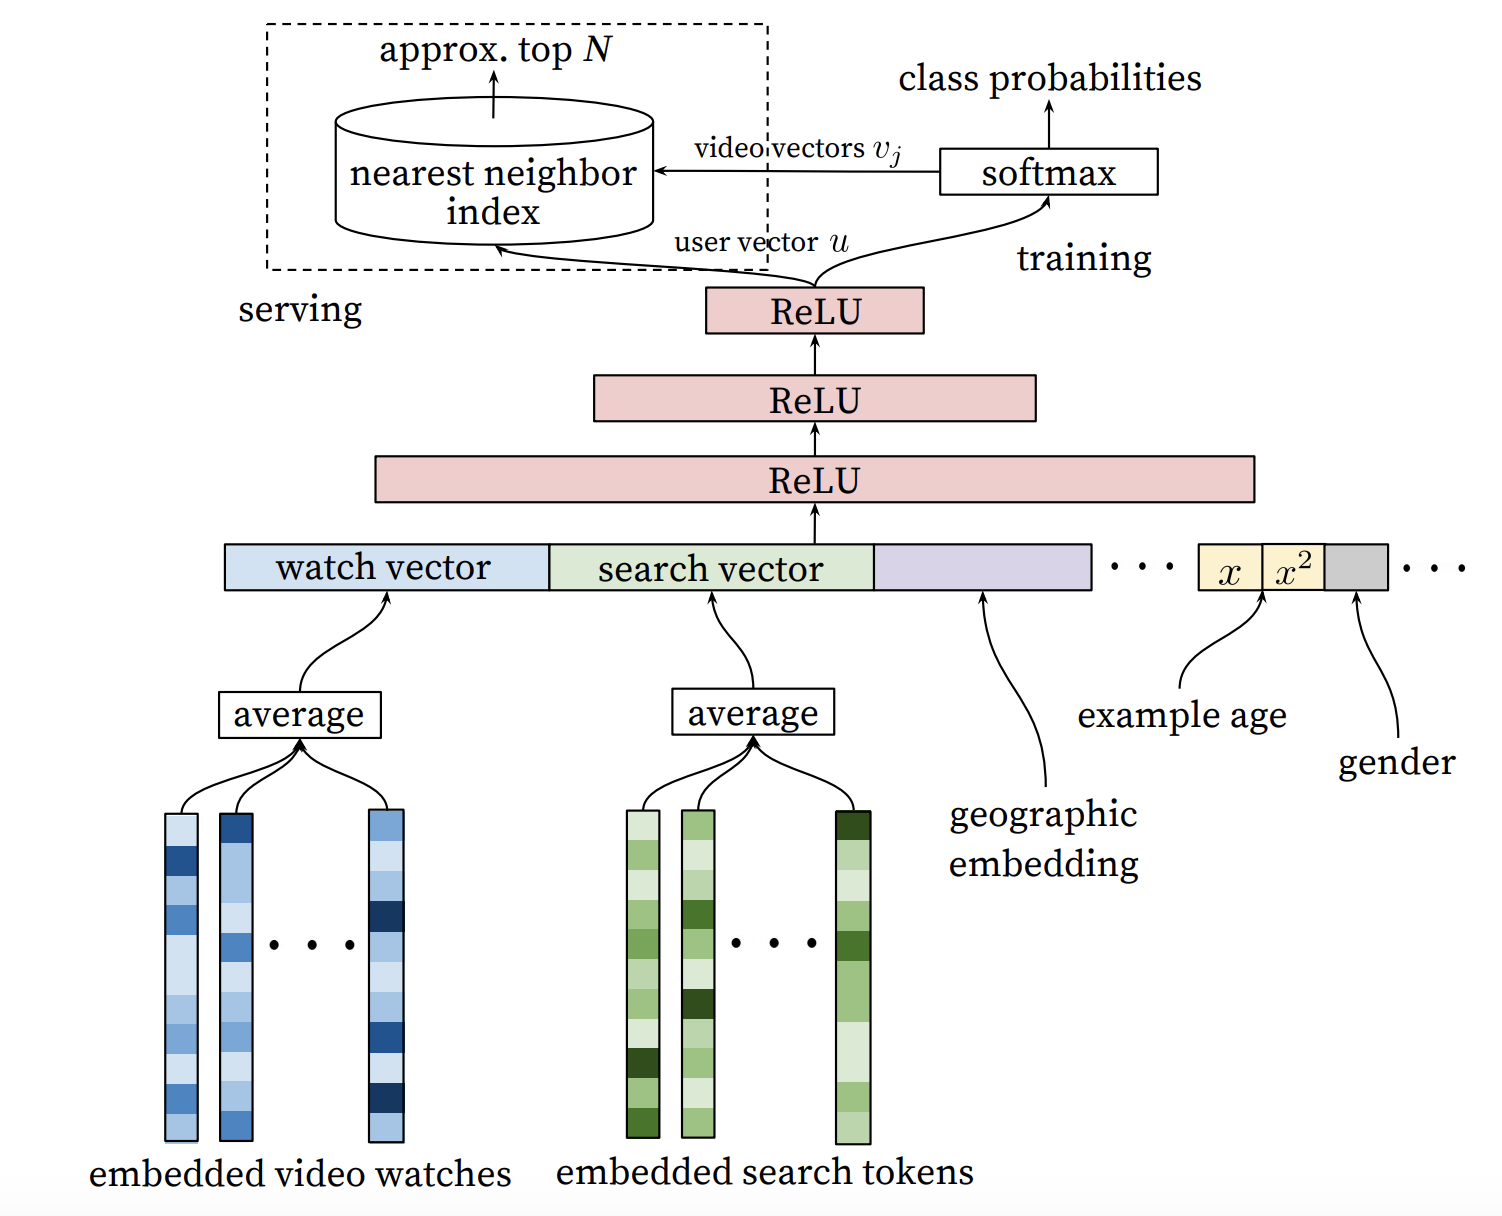 approx. top N
class probabilities
video vectors v_j
nearest neighbor
index
softmax
user vector u
training
serving
ReLU
ReLU
ReLU
watch vector
search vector
. . .
x
x²
. . .
average
average
example age
gender
geographic
embedding
. . .
. . .
embedded video watches
embedded search tokens